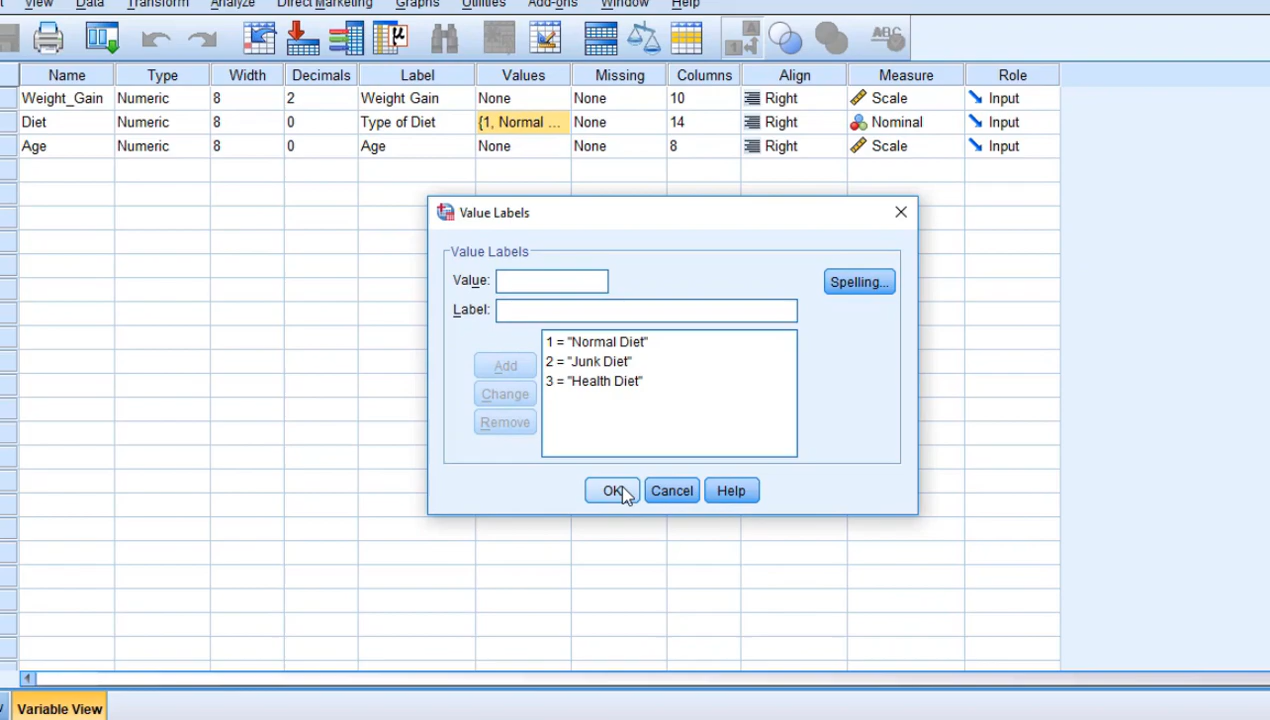 View Data Transform Analyze Direct Marketing Graphs Utilities Add-ons Window Help
Name Type Width Decimals Label Values Missing Columns Align Measure Role
Weight_Gain Numeric 8 2 Weight Gain None None 10 Right Scale Input
Diet Numeric 8 0 Type of Diet {1, Normal ... None 14 Right Nominal Input
Age Numeric 8 0 Age None None 8 Right Scale Input
Value Labels
Value Labels
Value:
Spelling...
Label:
1 = "Normal Diet"
2 = "Junk Diet"
3 = "Health Diet"
Add
Change
Remove
OK Cancel Help
Variable View